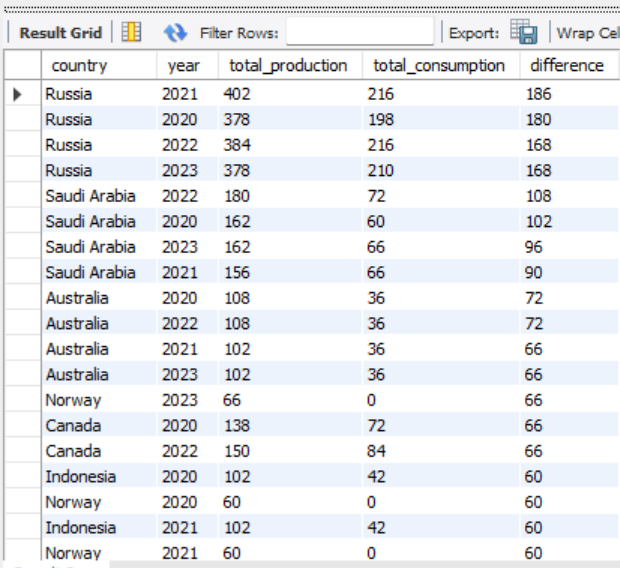 Result Grid Filter Rows: Export: Wrap Cel
country year total_production total_consumption difference
Russia 2021 402 216 186
Russia 2020 378 198 180
Russia 2022 384 216 168
Russia 2023 378 210 168
Saudi Arabia 2022 180 72 108
Saudi Arabia 2020 162 60 102
Saudi Arabia 2023 162 66 96
Saudi Arabia 2021 156 66 90
Australia 2020 108 36 72
Australia 2022 108 36 72
Australia 2021 102 36 66
Australia 2023 102 36 66
Norway 2023 66 0 66
Canada 2020 138 72 66
Canada 2022 150 84 66
Indonesia 2020 102 42 60
Norway 2020 60 0 60
Indonesia 2021 102 42 60
Norway 2021 60 0 60